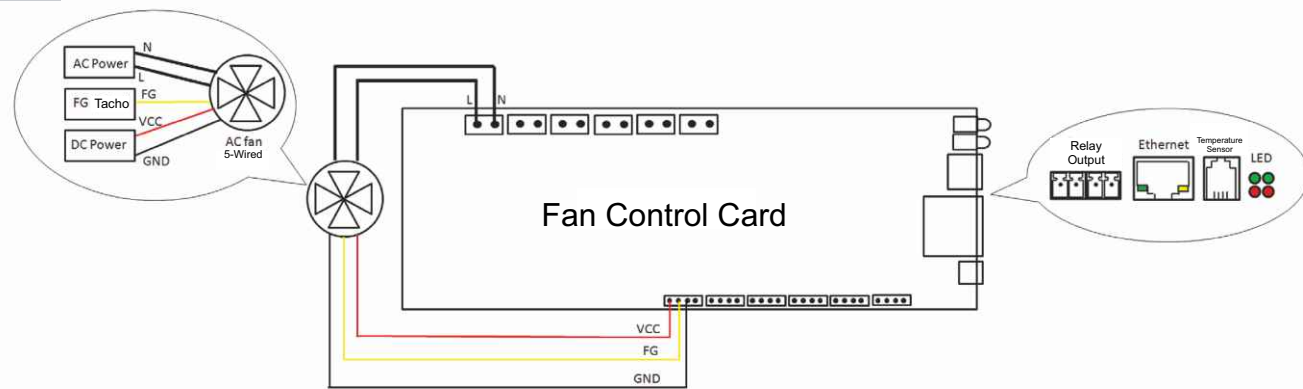 N
AC Power
L
FG Tacho
FG
VCC
DC Power
GND
AC fan
5-Wired
L N
Fan Control Card
VCC
FG
GND
Relay
Output
Ethernet
Temperature
Sensor
LED